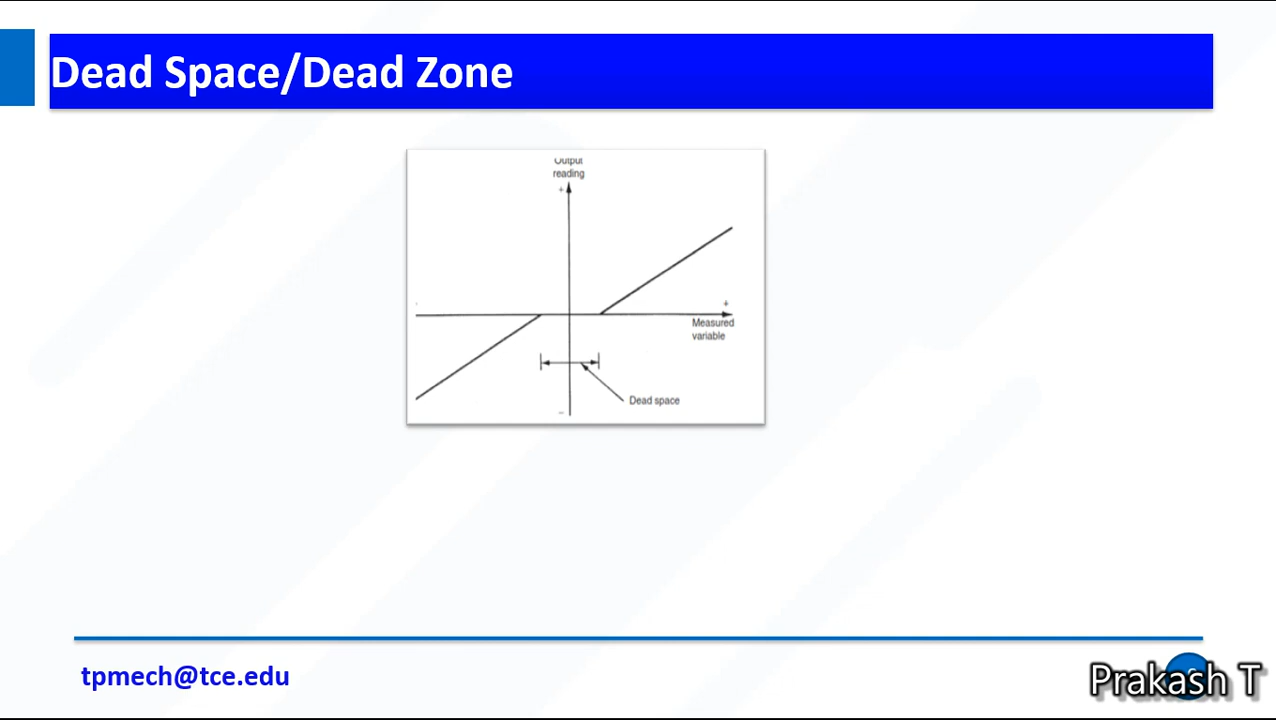 Dead Space/Dead Zone
Output
reading
+
+
Measured
variable
Dead space
–
tpmech@tce.edu
Prakash T